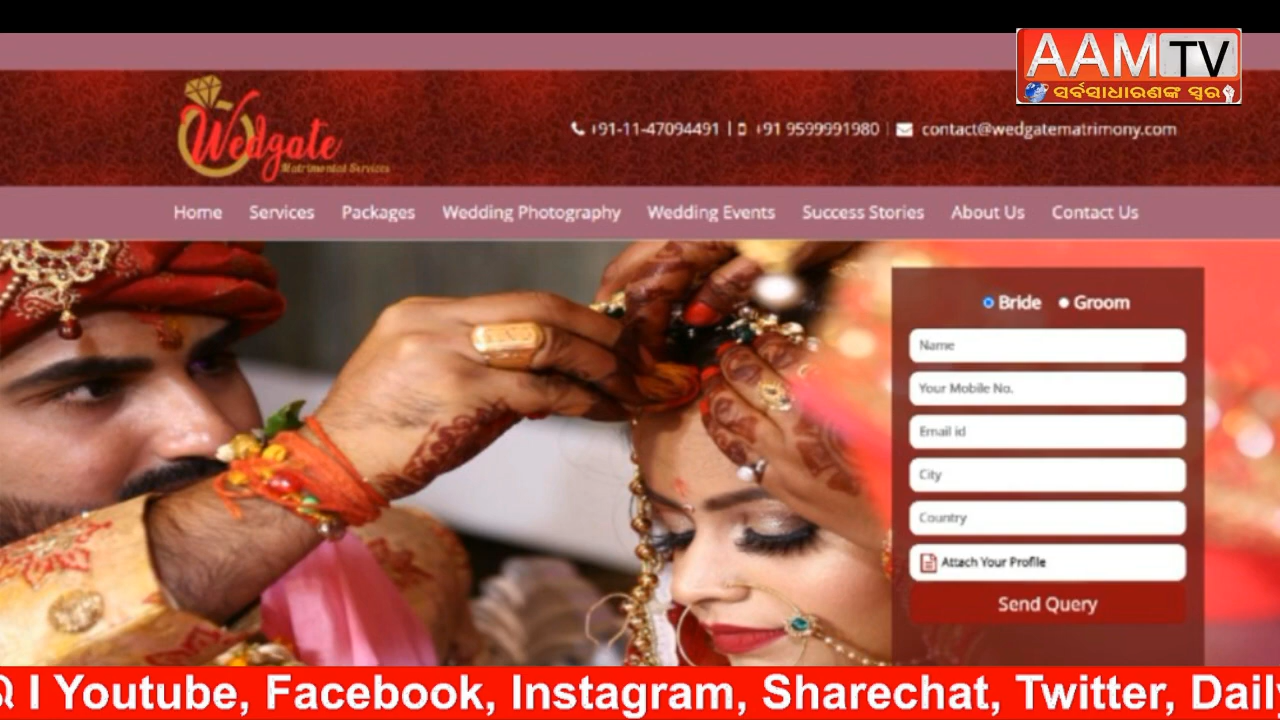 AAM TV
ସର୍ବସାଧାରଣଙ୍କ ସ୍ୱର
Wedgate
Matrimonial Services
+91-11-47094491 | +91 9599991980 | contact@wedgatematrimony.com
Home Services Packages Wedding Photography Wedding Events Success Stories About Us Contact Us
Bride Groom
Name
Your Mobile No.
Email id
City
Country
Attach Your Profile
Send Query
I Youtube, Facebook, Instagram, Sharechat, Twitter, Daily